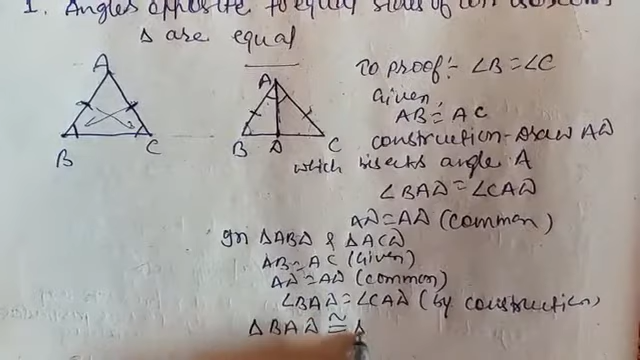 1. Angles opposite to equal sides of an isosceles
Δ are equal
A
B
C
A
B
D
C
To proof:- ∠B=∠C
Given,
AB=AC
construction-Draw AD
which bisects angle A
∠BAD=∠CAD
AD=AD (common)
In ΔABD & ΔACD
AB=AC (Given)
AD=AD (common)
∠BAD=∠CAD (by construction)
ΔBAD≅Δ